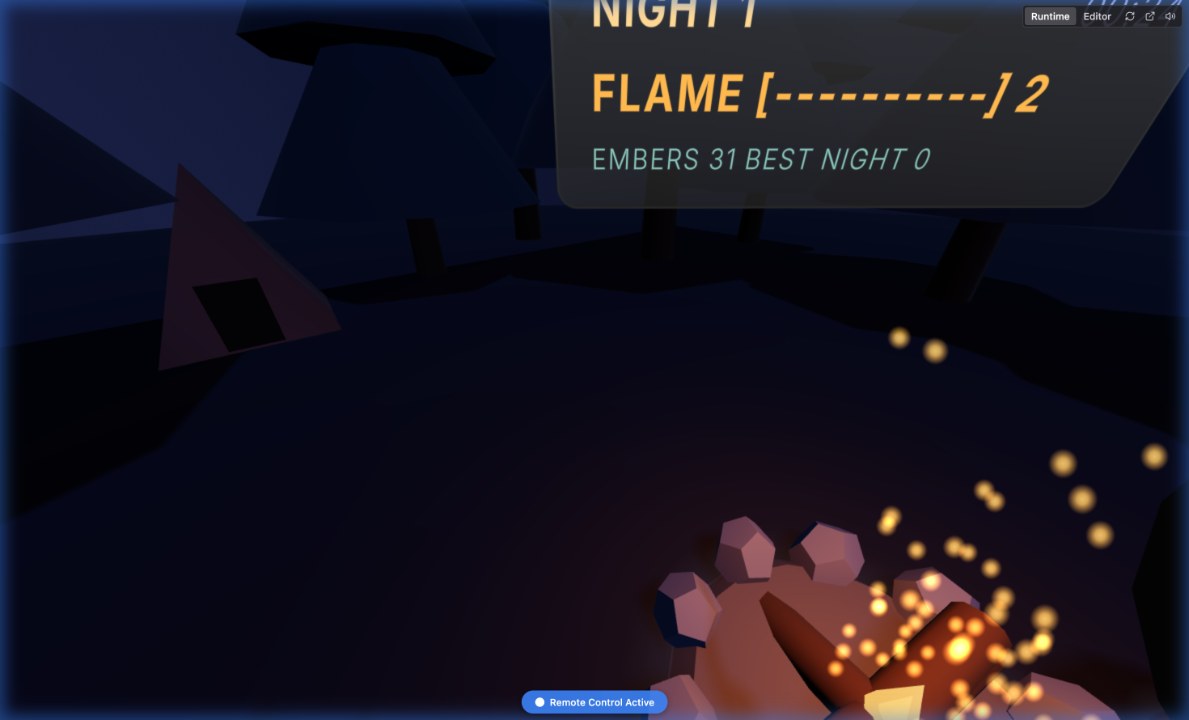 NIGHT 1
Runtime Editor
FLAME [----------] 2
EMBERS 31 BEST NIGHT 0
Remote Control Active